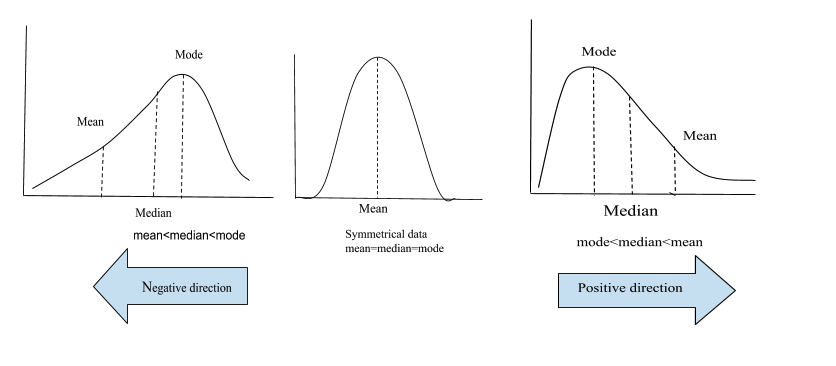 Mode
Mean
Median
mean<median<mode
Negative direction
Mean
Symmetrical data
mean=median=mode
Mode
Mean
Median
mode<median<mean
Positive direction